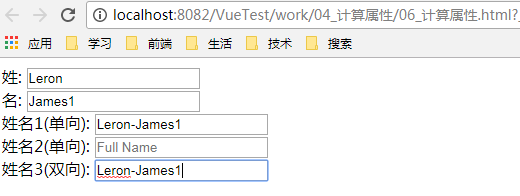 localhost:8082/VueTest/work/04_计算属性/06_计算属性.html?
应用 学习 前端 生活 技术 搜索
姓: Leron
名: James1
姓名1(单向): Leron-James1
姓名2(单向): Full Name
姓名3(双向): Leron-James1